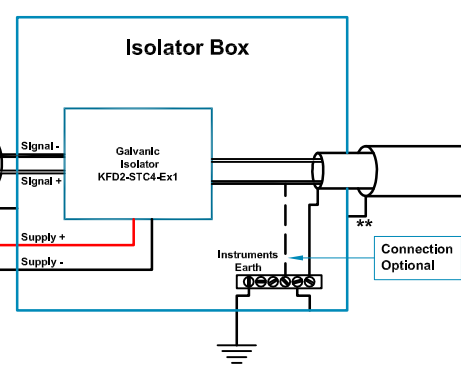 Isolator Box
Galvanic
Isolator
KFD2-STC4-Ex1
Signal -
Signal +
Supply +
Supply -
Instruments
Earth
**
Connection
Optional